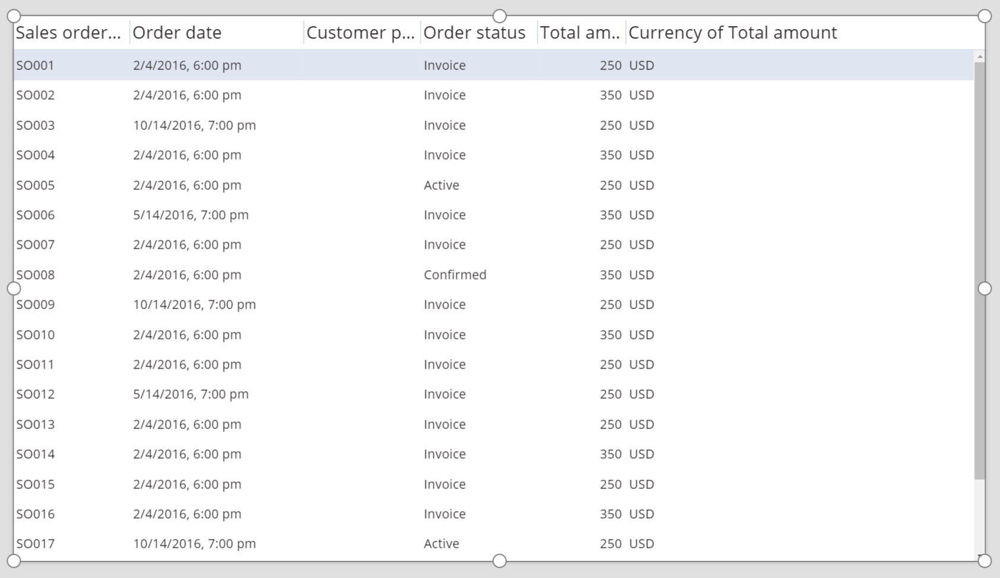 Sales order... Order date Customer p... Order status Total am.. Currency of Total amount
SO001 2/4/2016, 6:00 pm Invoice 250 USD
SO002 2/4/2016, 6:00 pm Invoice 350 USD
SO003 10/14/2016, 7:00 pm Invoice 250 USD
SO004 2/4/2016, 6:00 pm Invoice 350 USD
SO005 2/4/2016, 6:00 pm Active 250 USD
SO006 5/14/2016, 7:00 pm Invoice 350 USD
SO007 2/4/2016, 6:00 pm Invoice 250 USD
SO008 2/4/2016, 6:00 pm Confirmed 350 USD
SO009 10/14/2016, 7:00 pm Invoice 250 USD
SO010 2/4/2016, 6:00 pm Invoice 350 USD
SO011 2/4/2016, 6:00 pm Invoice 250 USD
SO012 5/14/2016, 7:00 pm Invoice 250 USD
SO013 2/4/2016, 6:00 pm Invoice 250 USD
SO014 2/4/2016, 6:00 pm Invoice 350 USD
SO015 2/4/2016, 6:00 pm Invoice 250 USD
SO016 2/4/2016, 6:00 pm Invoice 350 USD
SO017 10/14/2016, 7:00 pm Active 250 USD